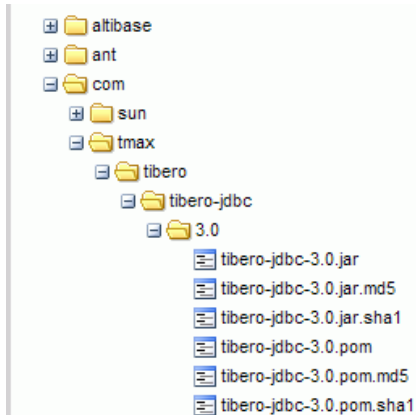 altibase
ant
com
sun
tmax
tibero
tibero-jdbc
3.0
tibero-jdbc-3.0.jar
tibero-jdbc-3.0.jar.md5
tibero-jdbc-3.0.jar.sha1
tibero-jdbc-3.0.pom
tibero-jdbc-3.0.pom.md5
tibero-jdbc-3.0.pom.sha1